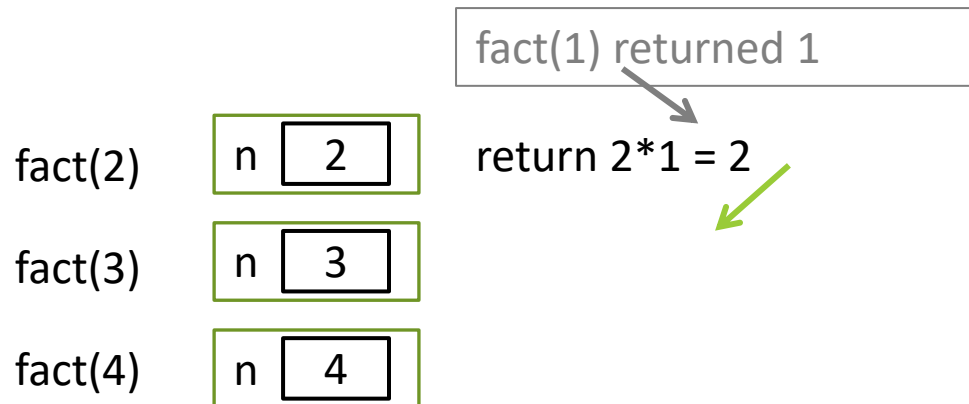 fact(1) returned 1
fact(2) n 2 return 2*1 = 2
fact(3) n 3
fact(4) n 4